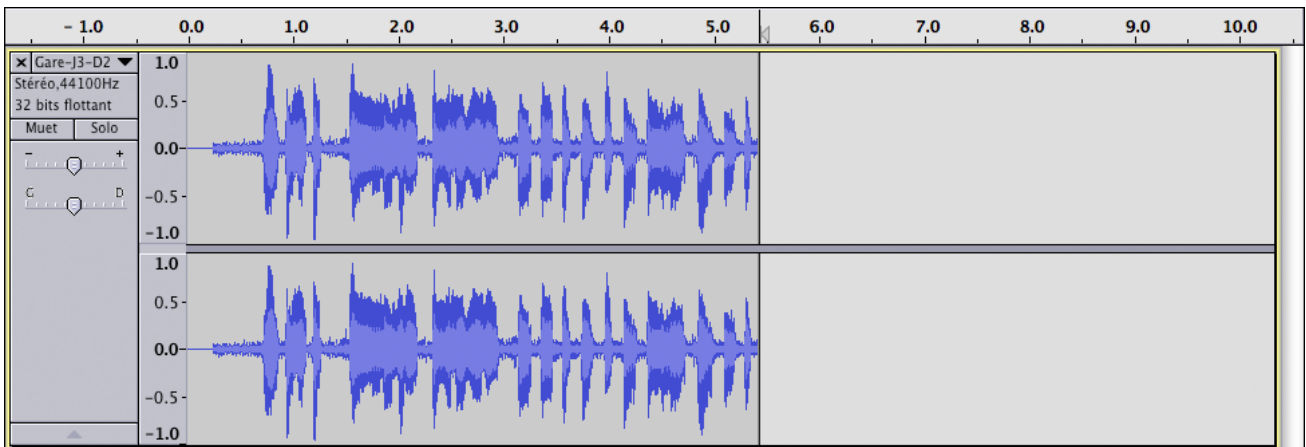 - 1.0 0.0 1.0 2.0 3.0 4.0 5.0 6.0 7.0 8.0 9.0 10.0
× Gare-J3-D2 ▼
Stéréo,44100Hz
32 bits flottant
Muet Solo
- +
G D
1.0
0.5-
0.0-
-0.5-
-1.0
1.0
0.5-
0.0-
-0.5-
-1.0